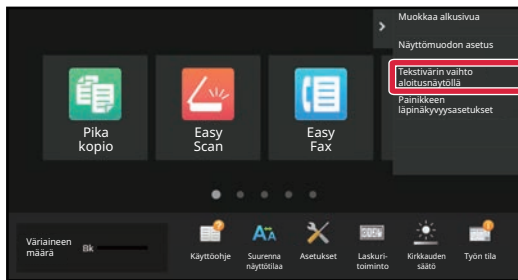 Muokkaa alkusivua
Näyttömuodon asetus
Tekstivärin vaihto
aloitusnäytöllä
Painikkeen
läpinäkyvyysasetukset
Pika
kopio
Easy
Scan
Easy
Fax
Väriaineen
määrä
Bk
Käyttöohje
Suurenna
näyttötilaa
Asetukset
Laskuri-
toiminto
Kirkkauden
säätö
Työn tila